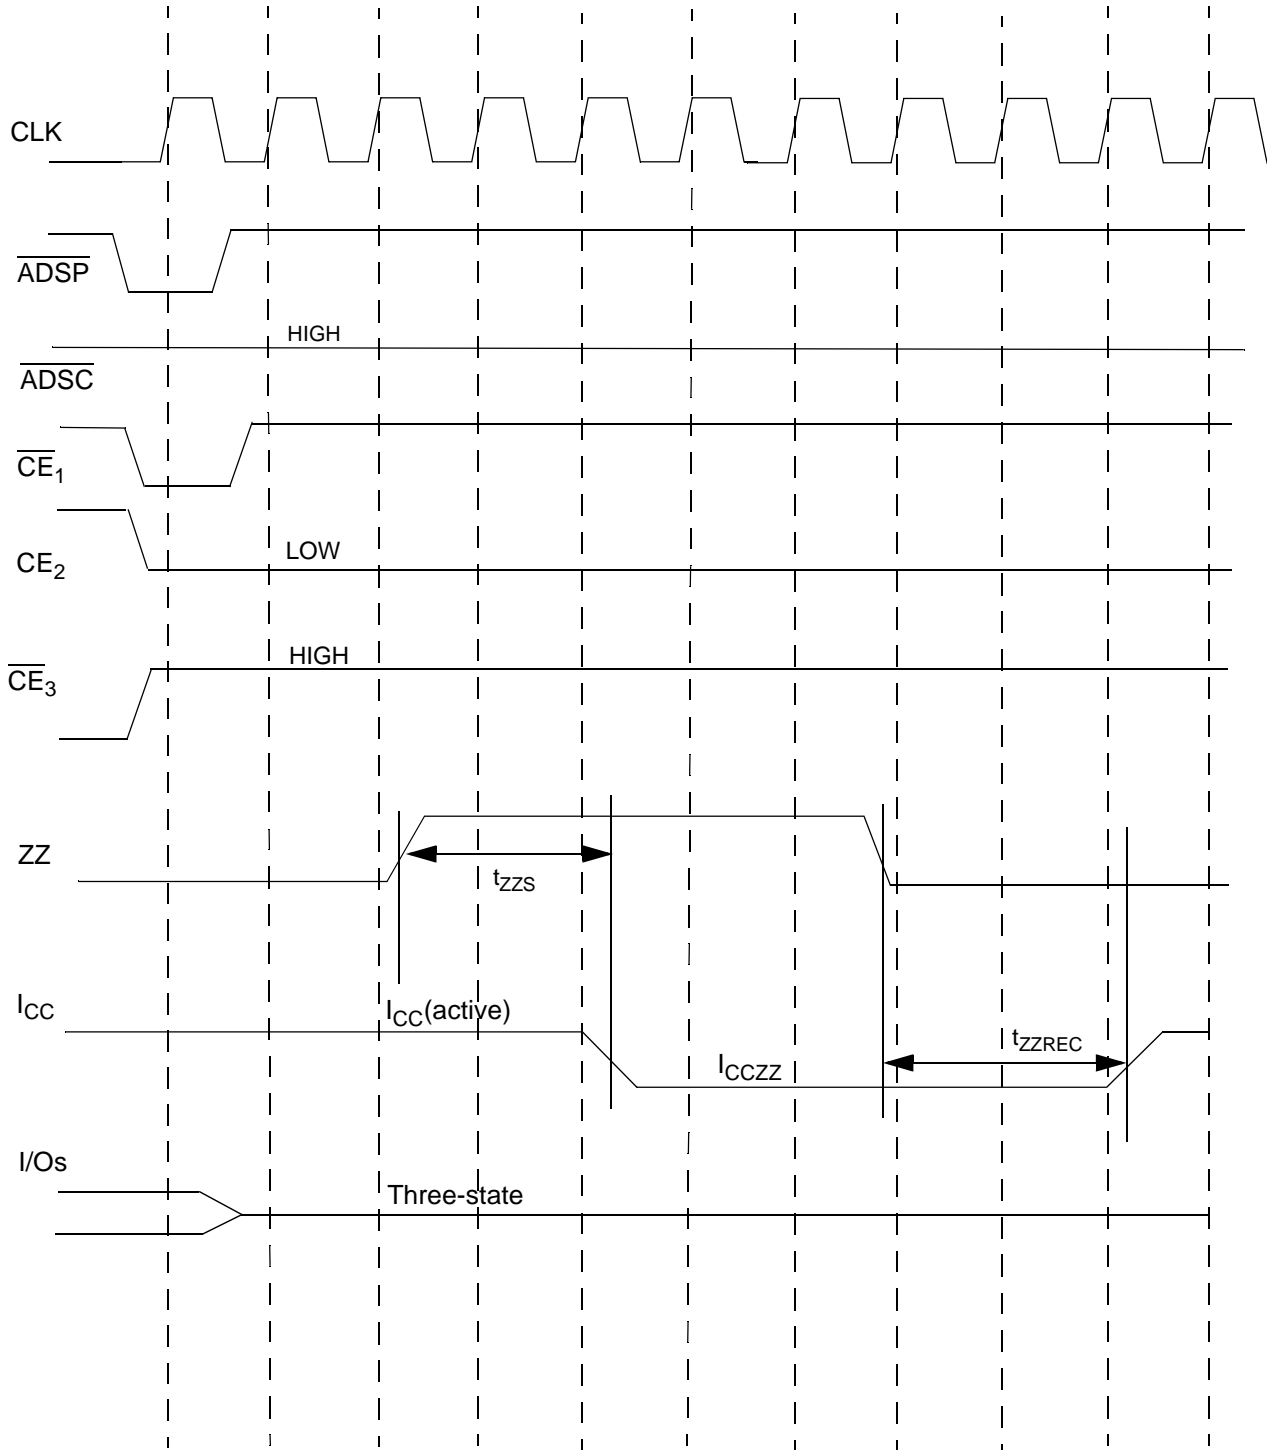 CLK
ADSP
HIGH
ADSC
CE1
LOW
CE2
HIGH
CE3
ZZ
tZZS
ICC
ICC(active)
tZZREC
ICCZZ
I/Os
Three-state